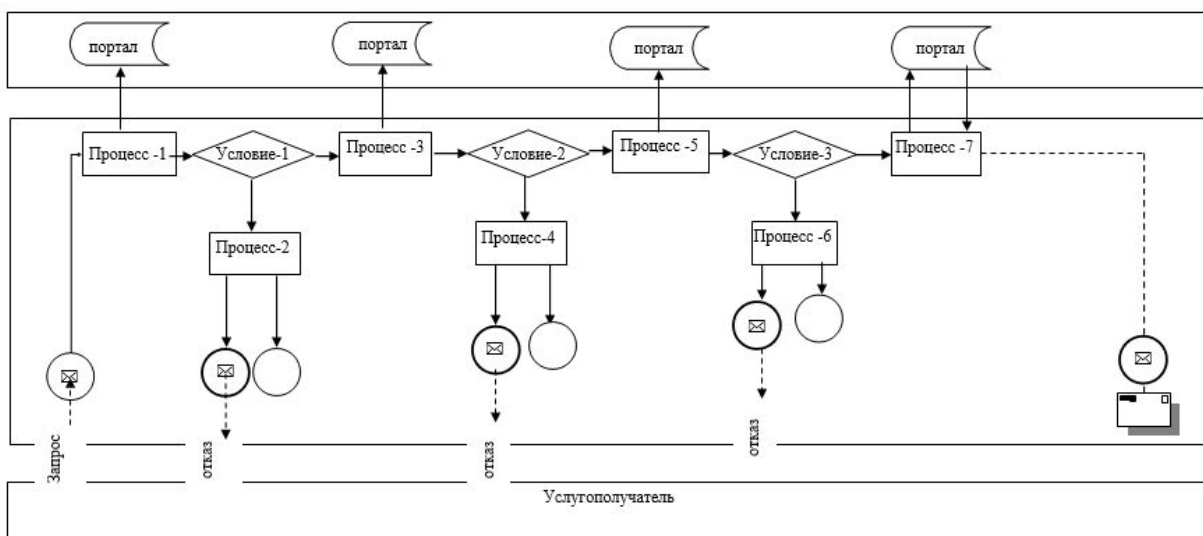 портал
портал
портал
портал
Процесс -1
Условие-1
Процесс -3
Условие-2
Процесс -5
Условие-3
Процесс -7
Процесс-2
Процесс-4
Процесс -6
Запрос
отказ
отказ
отказ
Услугополучатель